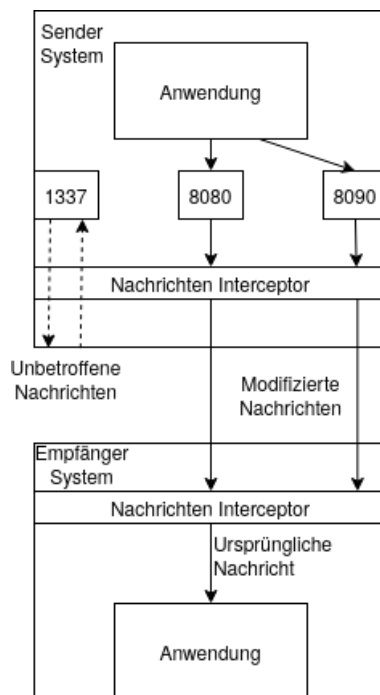 Sender
System
Anwendung
1337
8080
8090
Nachrichten Interceptor
Unbetroffene
Nachrichten
Modifizierte
Nachrichten
Empfänger
System
Nachrichten Interceptor
Ursprüngliche
Nachricht
Anwendung